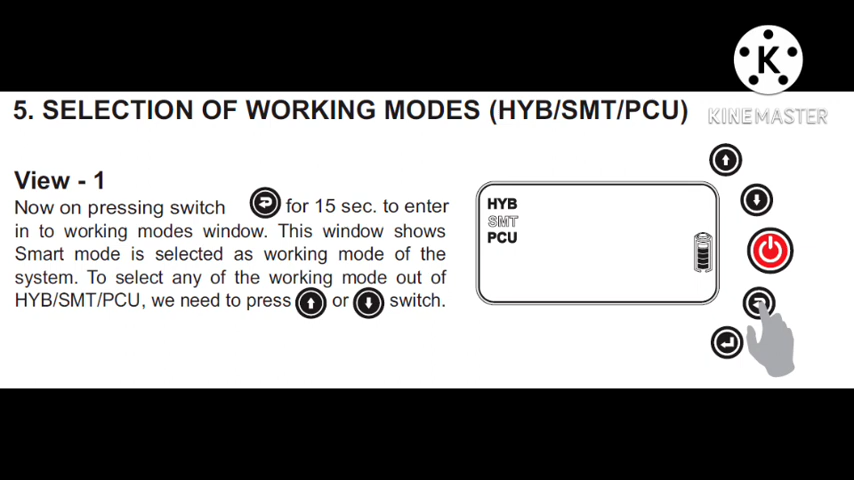 K
KINEMASTER
5. SELECTION OF WORKING MODES (HYB/SMT/PCU)
View - 1
Now on pressing switch for 15 sec. to enter
in to working modes window. This window shows
Smart mode is selected as working mode of the
system. To select any of the working mode out of
HYB/SMT/PCU, we need to press or switch.
HYB
SMT
PCU